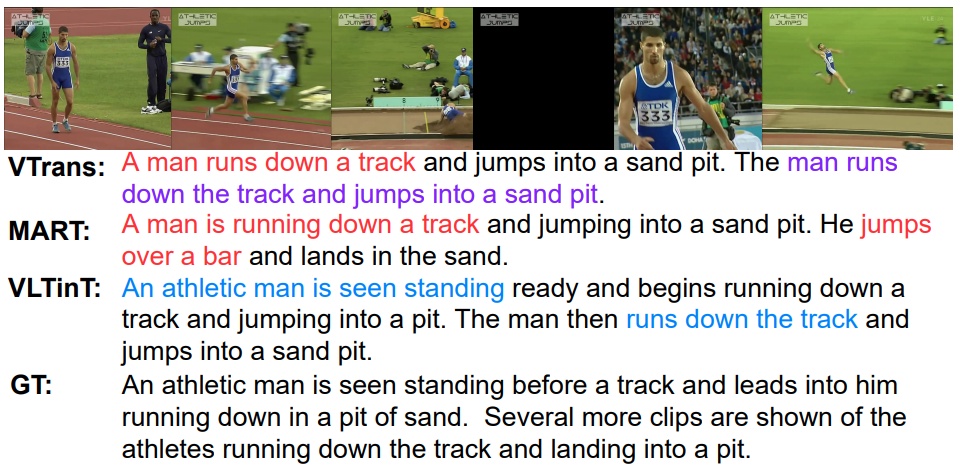 ATHLETIC JUMPS
ATHLETIC JUMPS
ATHLETIC JUMPS
ATHLETIC JUMPS
333
8 9
TDK
333
VTrans: A man runs down a track and jumps into a sand pit. The man runs
down the track and jumps into a sand pit.
MART: A man is running down a track and jumping into a sand pit. He jumps
over a bar and lands in the sand.
VLTinT: An athletic man is seen standing ready and begins running down a
track and jumping into a pit. The man then runs down the track and
jumps into a sand pit.
GT: An athletic man is seen standing before a track and leads into him
running down in a pit of sand. Several more clips are shown of the
athletes running down the track and landing into a pit.